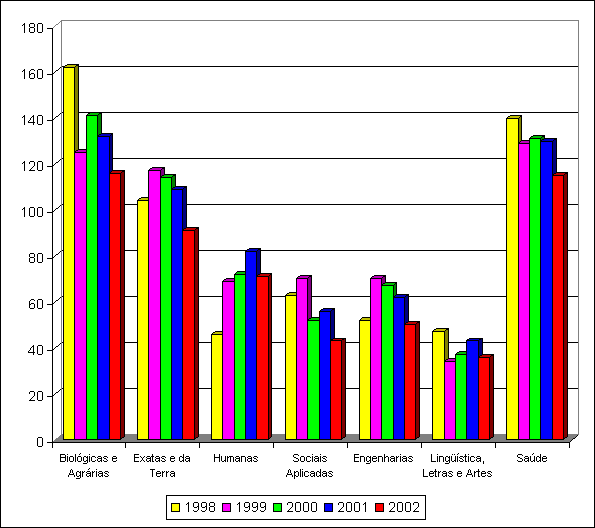 180
160
140
120
100
80
60
40
20
0
Biológicas e
Agrárias
Exatas e da
Terra
Humanas
Sociais
Aplicadas
Engenharias
Lingüística,
Letras e Artes
Saúde
1998 1999 2000 2001 2002